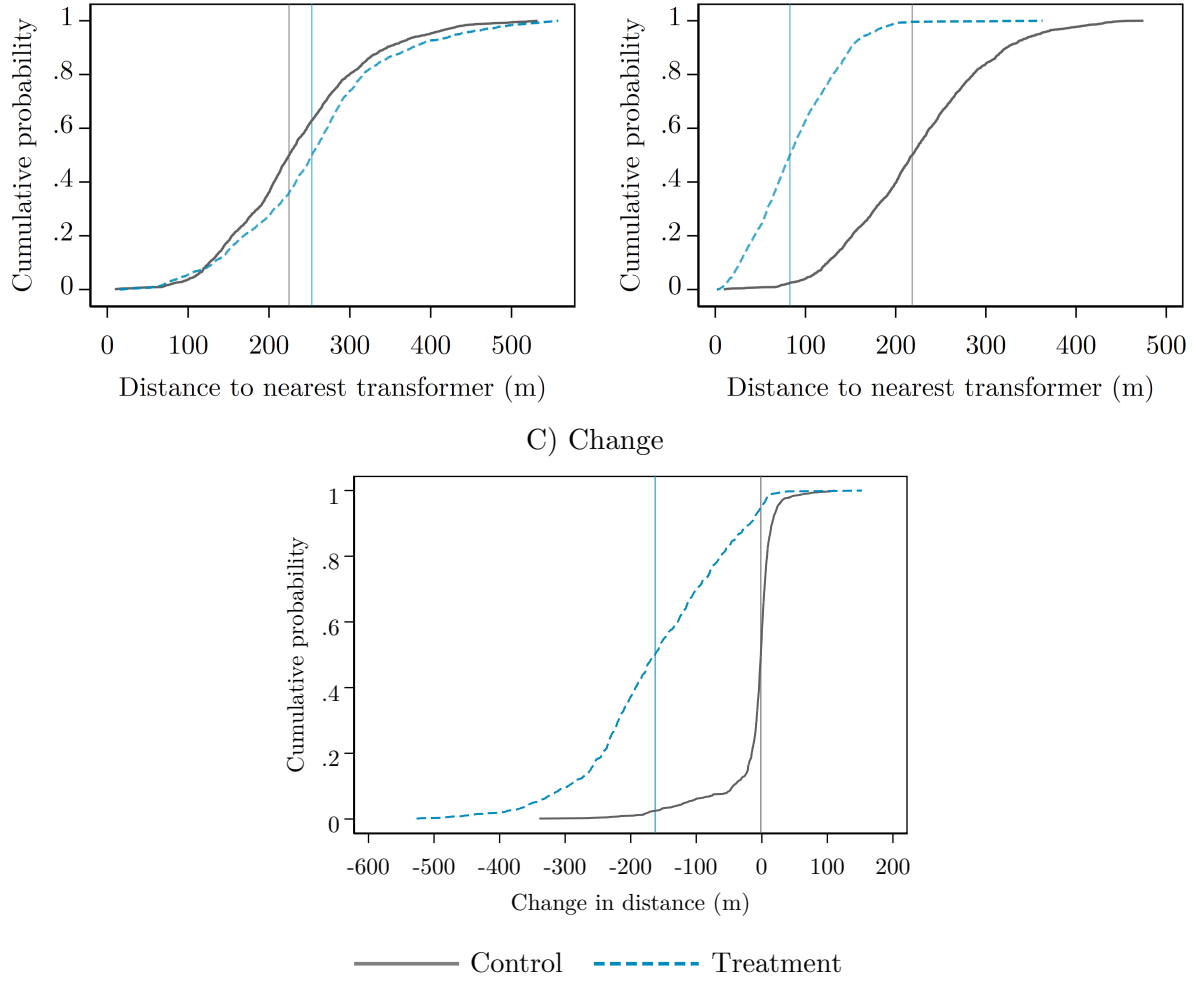 Cumulative probability
1
.8
.6
.4
.2
0
0 100 200 300 400 500
Distance to nearest transformer (m)
Cumulative probability
1
.8
.6
.4
.2
0
0 100 200 300 400 500
Distance to nearest transformer (m)
C) Change
Cumulative probability
1
.8
.6
.4
.2
0
-600 -500 -400 -300 -200 -100 0 100 200
Change in distance (m)
Control Treatment